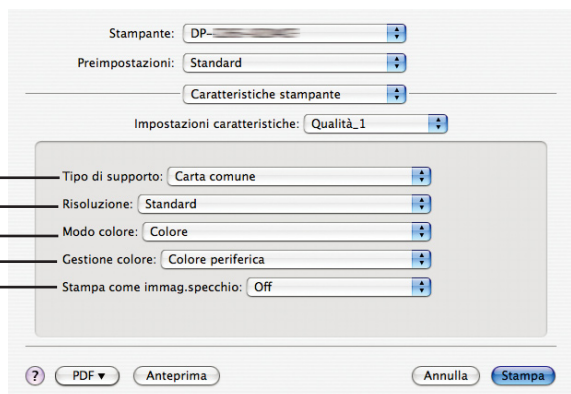 Stampante: DP-
Preimpostazioni: Standard
Caratteristiche stampante
Impostazioni caratteristiche: Qualità_1
Tipo di supporto: Carta comune
Risoluzione: Standard
Modo colore: Colore
Gestione colore: Colore periferica
Stampa come immag.specchio: Off
? PDF ▼ Anteprima Annulla Stampa